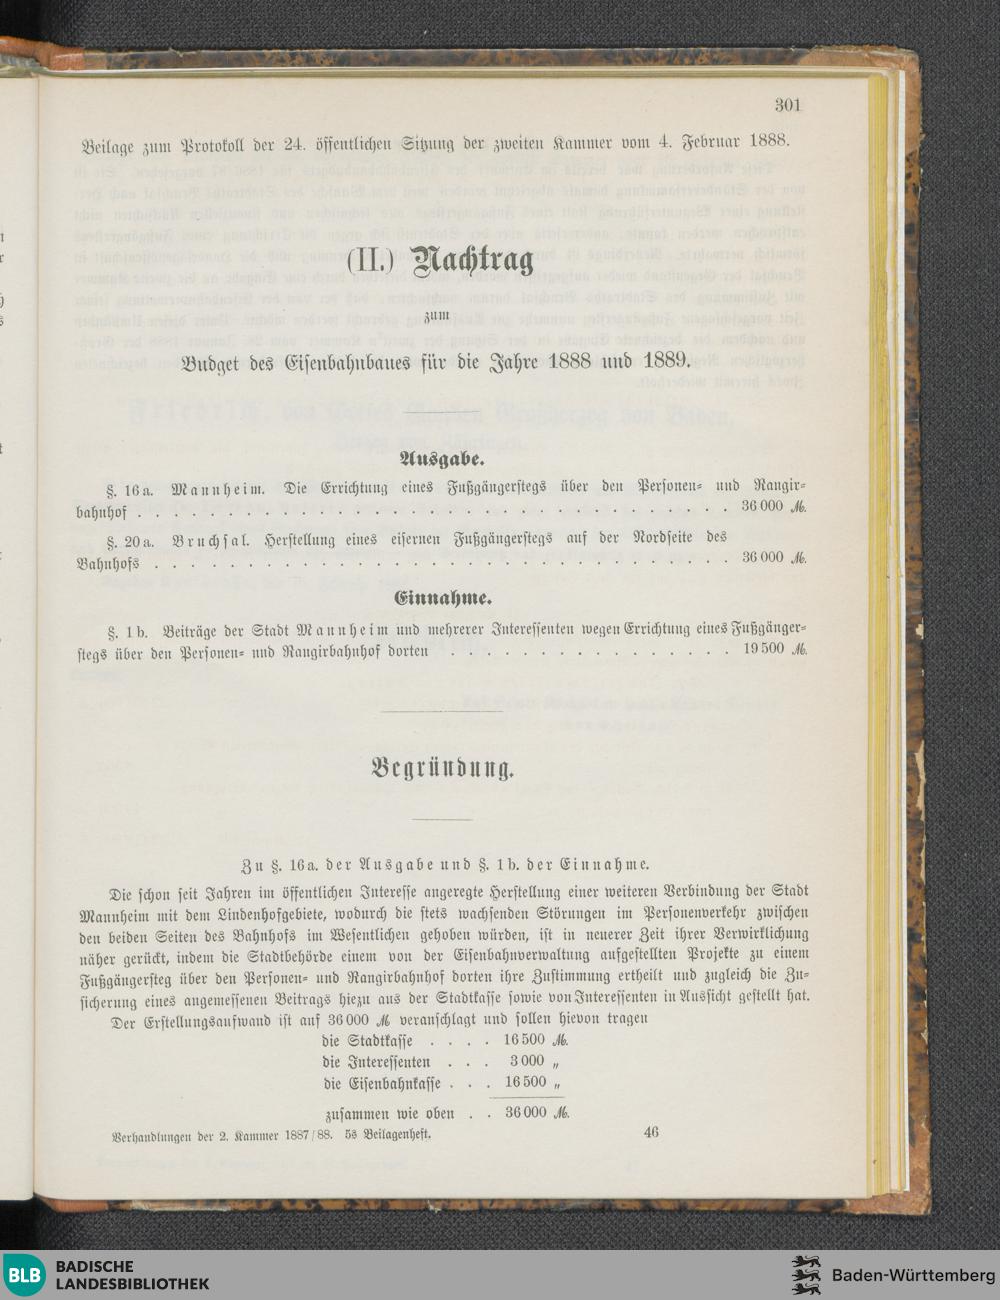 301
Beilage zum Protokoll der 24. öffentlichen Sitzung der zweiten Kammer vom 4. Februar 1888.
(II.) Nachtrag
zum
Budget des Eisenbahnbaues für die Jahre 1888 und 1889.
Ausgabe.
§. 16a. Mannheim. Die Errichtung eines Fußgängerstegs über den Personen- und Rangir-
bahnhof . . . . . . . . . . . . . . . . . . . . . . . . . 36 000 ℳ.
§. 20a. Bruchsal. Herstellung eines eisernen Fußgängerstegs auf der Nordseite des
Bahnhofs . . . . . . . . . . . . . . . . . . . . . . . . . 36 000 ℳ.
Einnahme.
§. 1b. Beiträge der Stadt Mannheim und mehrerer Interessenten wegen Errichtung eines Fußgänger-
stegs über den Personen- und Rangirbahnhof dorten . . . . . . . . . . . . . 19 500 ℳ.
Begründung.
Zu §. 16a. der Ausgabe und §. 1b. der Einnahme.
Die schon seit Jahren im öffentlichen Interesse angeregte Herstellung einer weiteren Verbindung der Stadt
Mannheim mit dem Lindenhofgebiete, wodurch die stets wachsenden Störungen im Personenverkehr zwischen
den beiden Seiten des Bahnhofs im Wesentlichen gehoben würden, ist in neuerer Zeit ihrer Verwirklichung
näher gerückt, indem die Stadtbehörde einem von der Eisenbahnverwaltung aufgestellten Projekte zu einem
Fußgängersteg über den Personen- und Rangirbahnhof dorten ihre Zustimmung ertheilt und zugleich die Zu-
sicherung eines angemessenen Beitrags hiezu aus der Stadtkasse sowie von Interessenten in Aussicht gestellt hat.
Der Erstellungsaufwand ist auf 36 000 ℳ veranschlagt und sollen hievon tragen
die Stadtkasse . . . . 16 500 ℳ.
die Interessenten . . . 3 000 „
die Eisenbahnkasse . . . 16 500 „
zusammen wie oben . . 36 000 ℳ.
Verhandlungen der 2. Kammer 1887/88. 5s Beilagenheft. 46
BLB BADISCHE
LANDESBIBLIOTHEK
Baden-Württemberg